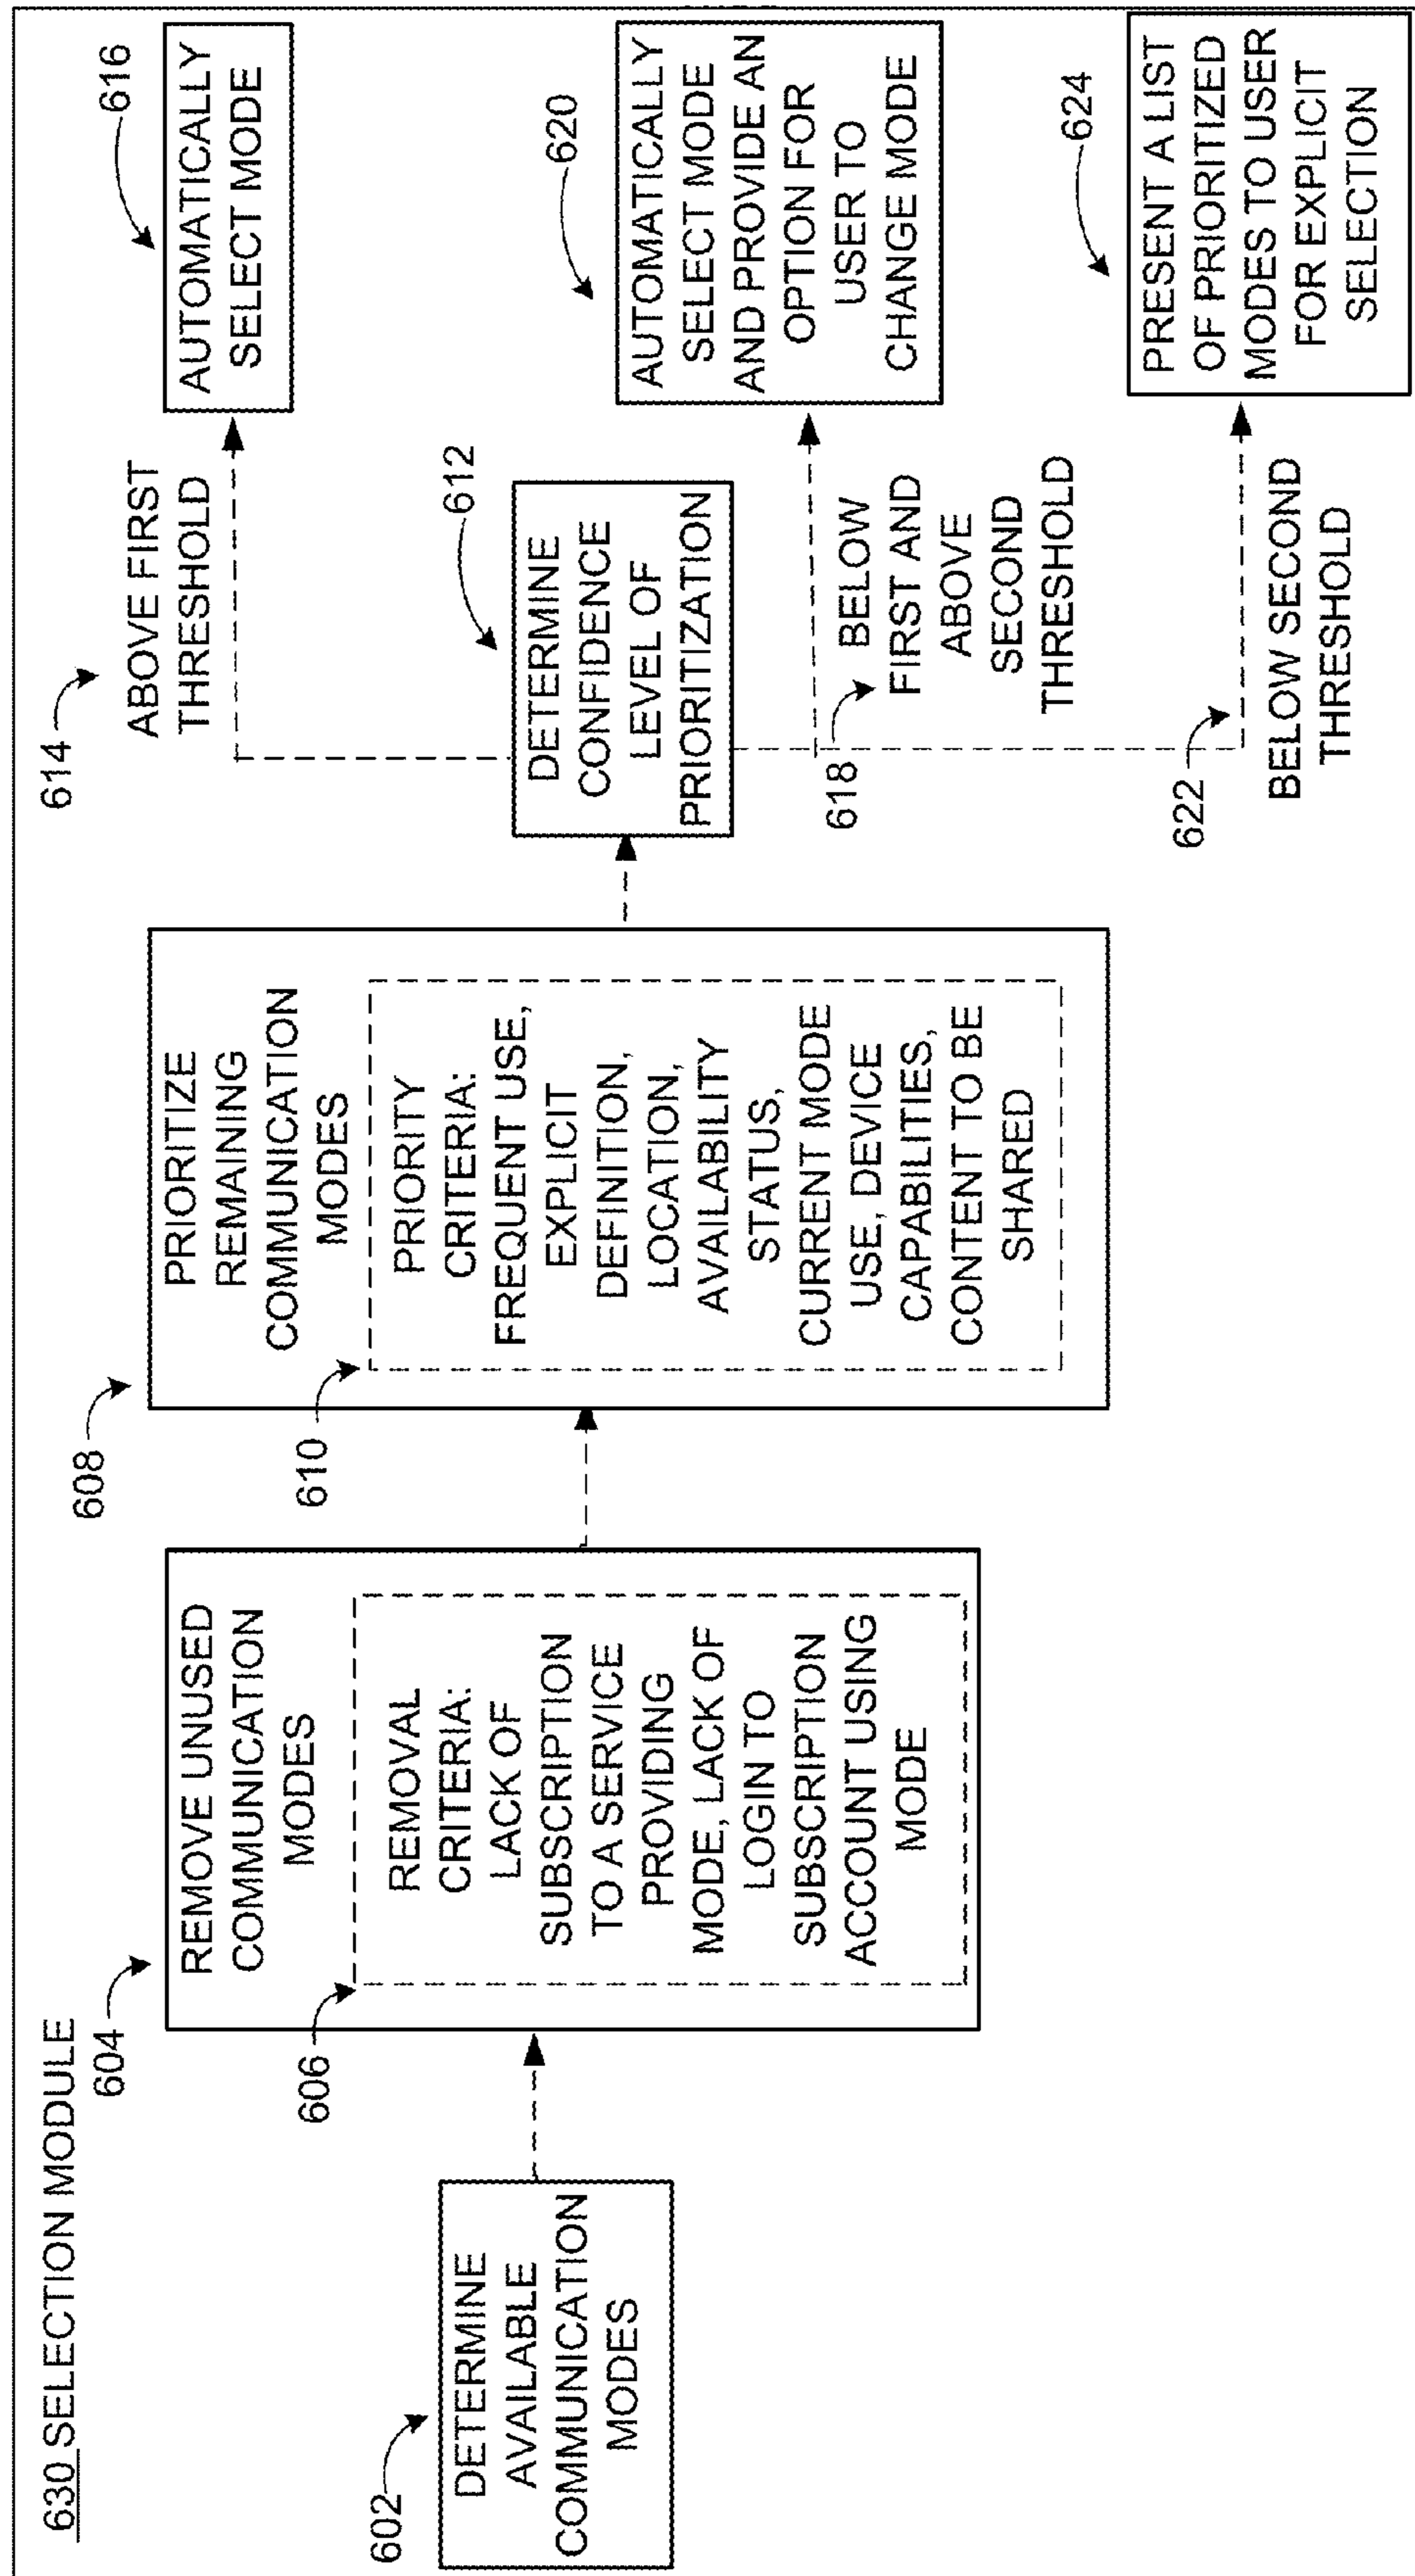 630 SELECTION MODULE
602
DETERMINE
AVAILABLE
COMMUNICATION
MODES
604
REMOVE UNUSED
COMMUNICATION
MODES
606
REMOVAL
CRITERIA:
LACK OF
SUBSCRIPTION
TO A SERVICE
PROVIDING
MODE, LACK OF
LOGIN TO
SUBSCRIPTION
ACCOUNT USING
MODE
608
PRIORITIZE
REMAINING
COMMUNICATION
MODES
610
PRIORITY
CRITERIA:
FREQUENT USE,
EXPLICIT
DEFINITION,
LOCATION,
AVAILABILITY
STATUS,
CURRENT MODE
USE, DEVICE
CAPABILITIES,
CONTENT TO BE
SHARED
612
DETERMINE
CONFIDENCE
LEVEL OF
PRIORITIZATION
614
ABOVE FIRST
THRESHOLD
616
AUTOMATICALLY
SELECT MODE
618
BELOW
FIRST AND
ABOVE
SECOND
THRESHOLD
620
AUTOMATICALLY
SELECT MODE
AND PROVIDE AN
OPTION FOR
USER TO
CHANGE MODE
622
BELOW SECOND
THRESHOLD
624
PRESENT A LIST
OF PRIORITIZED
MODES TO USER
FOR EXPLICIT
SELECTION